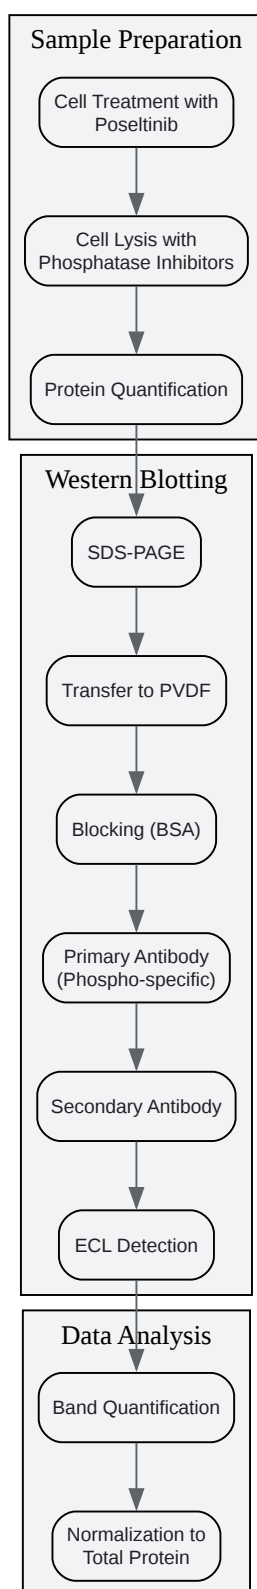 Sample Preparation
Cell Treatment with
Poseltinib
Cell Lysis with
Phosphatase Inhibitors
Protein Quantification
Western Blotting
SDS-PAGE
Transfer to PVDF
Blocking (BSA)
Primary Antibody
(Phospho-specific)
Secondary Antibody
ECL Detection
Data Analysis
Band Quantification
Normalization to
Total Protein